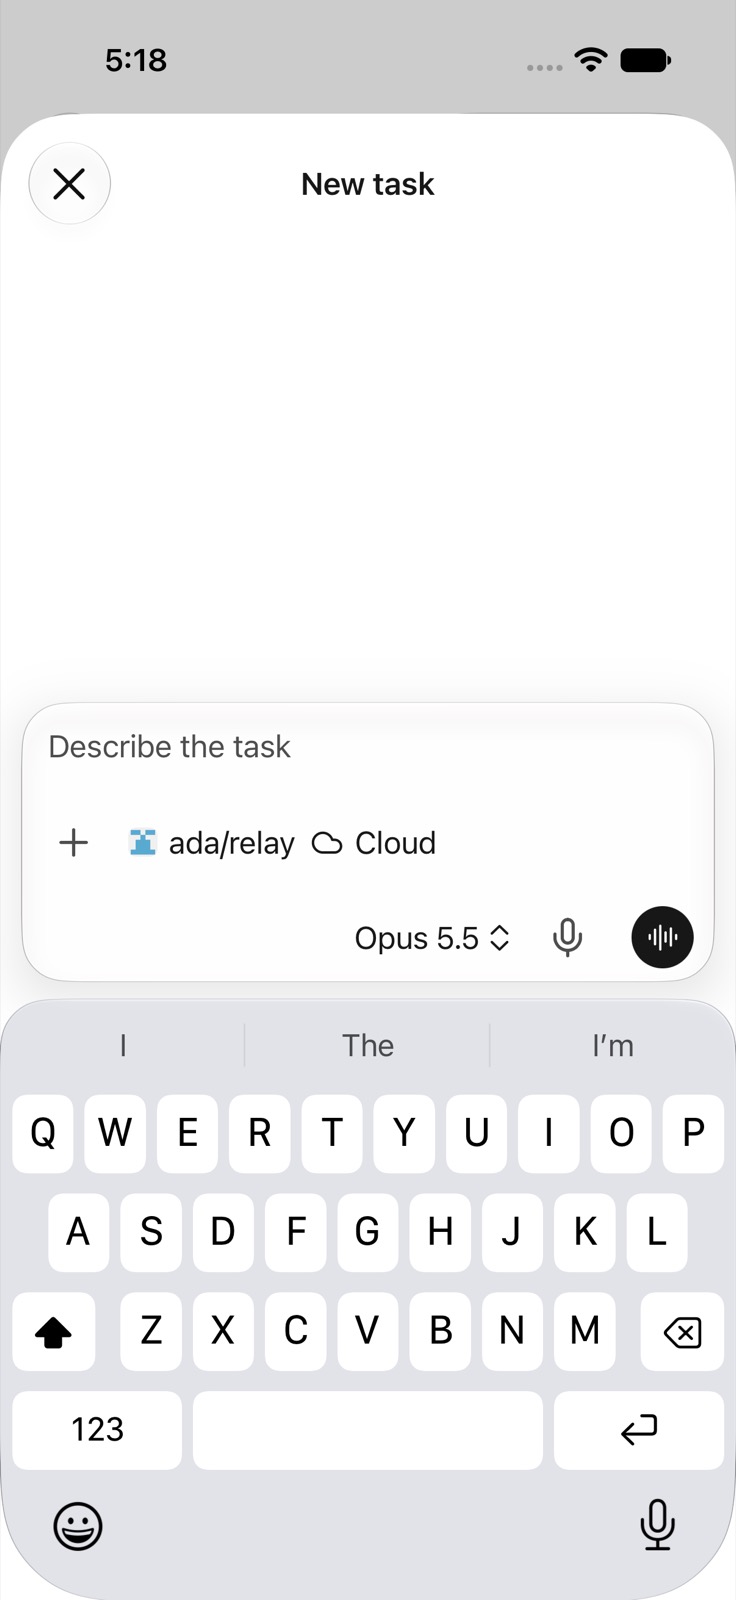 5:18
New task
Describe the task
ada/relay Cloud
Opus 5.5
I The I’m
Q W E R T Y U I O P
A S D F G H J K L
Z X C V B N M
123